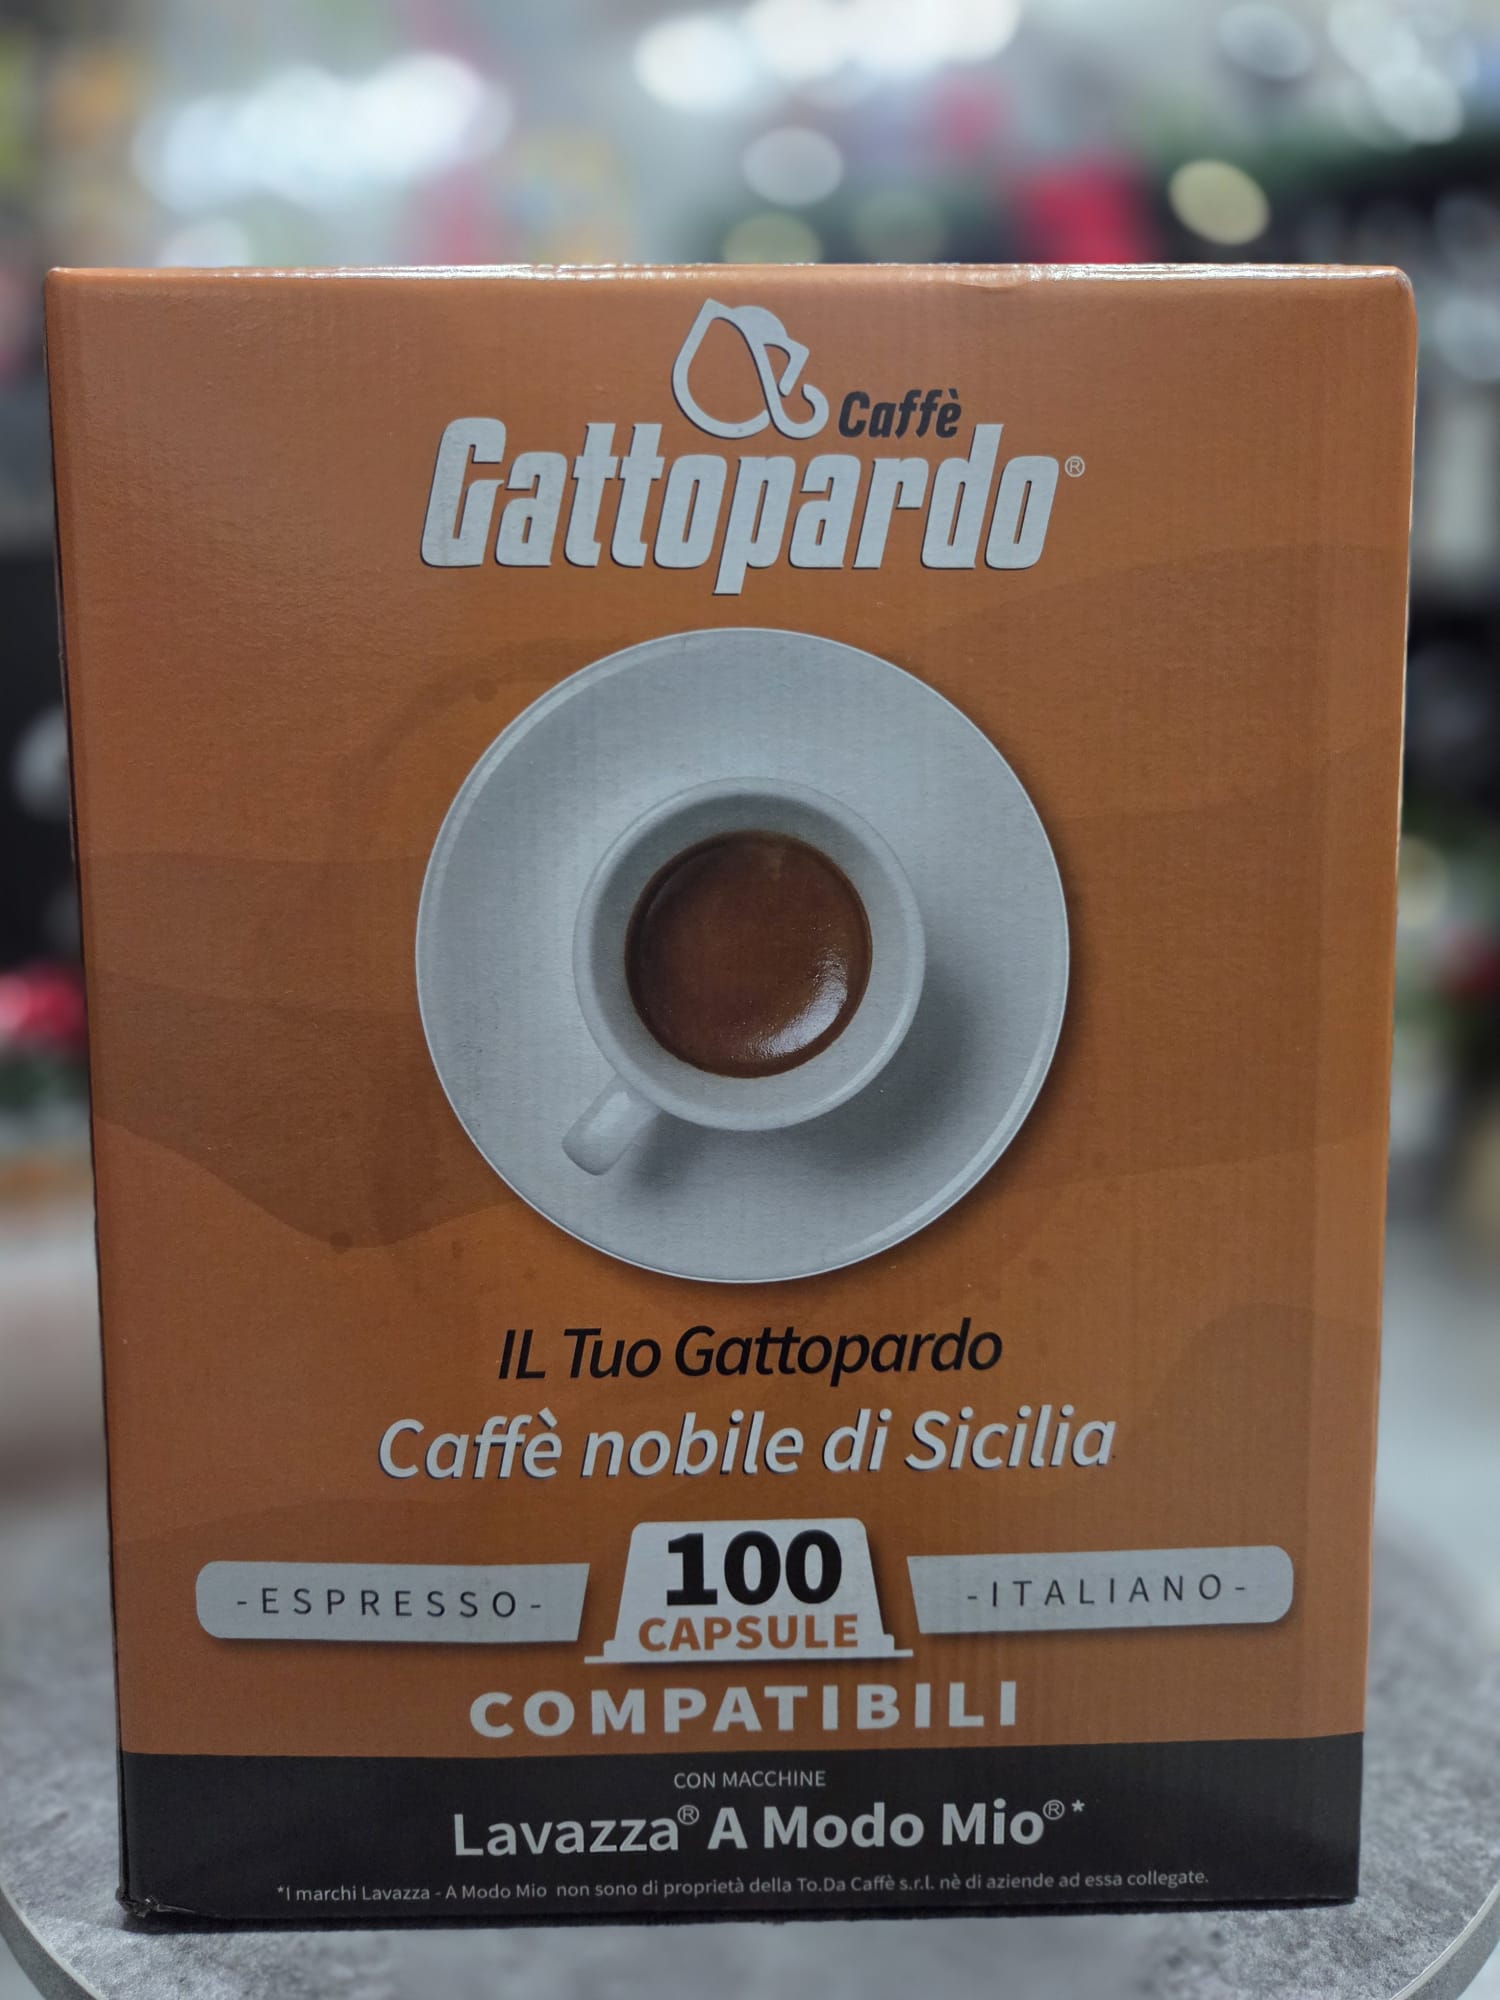 Caffè
Gattopardo®
IL Tuo Gattopardo
Caffè nobile di Sicilia
-ESPRESSO-
100
CAPSULE
-ITALIANO-
COMPATIBILI
CON MACCHINE
Lavazza® A Modo Mio®*
*I marchi Lavazza - A Modo Mio non sono di proprietà della To.Da Caffè s.r.l. nè di aziende ad essa collegate.